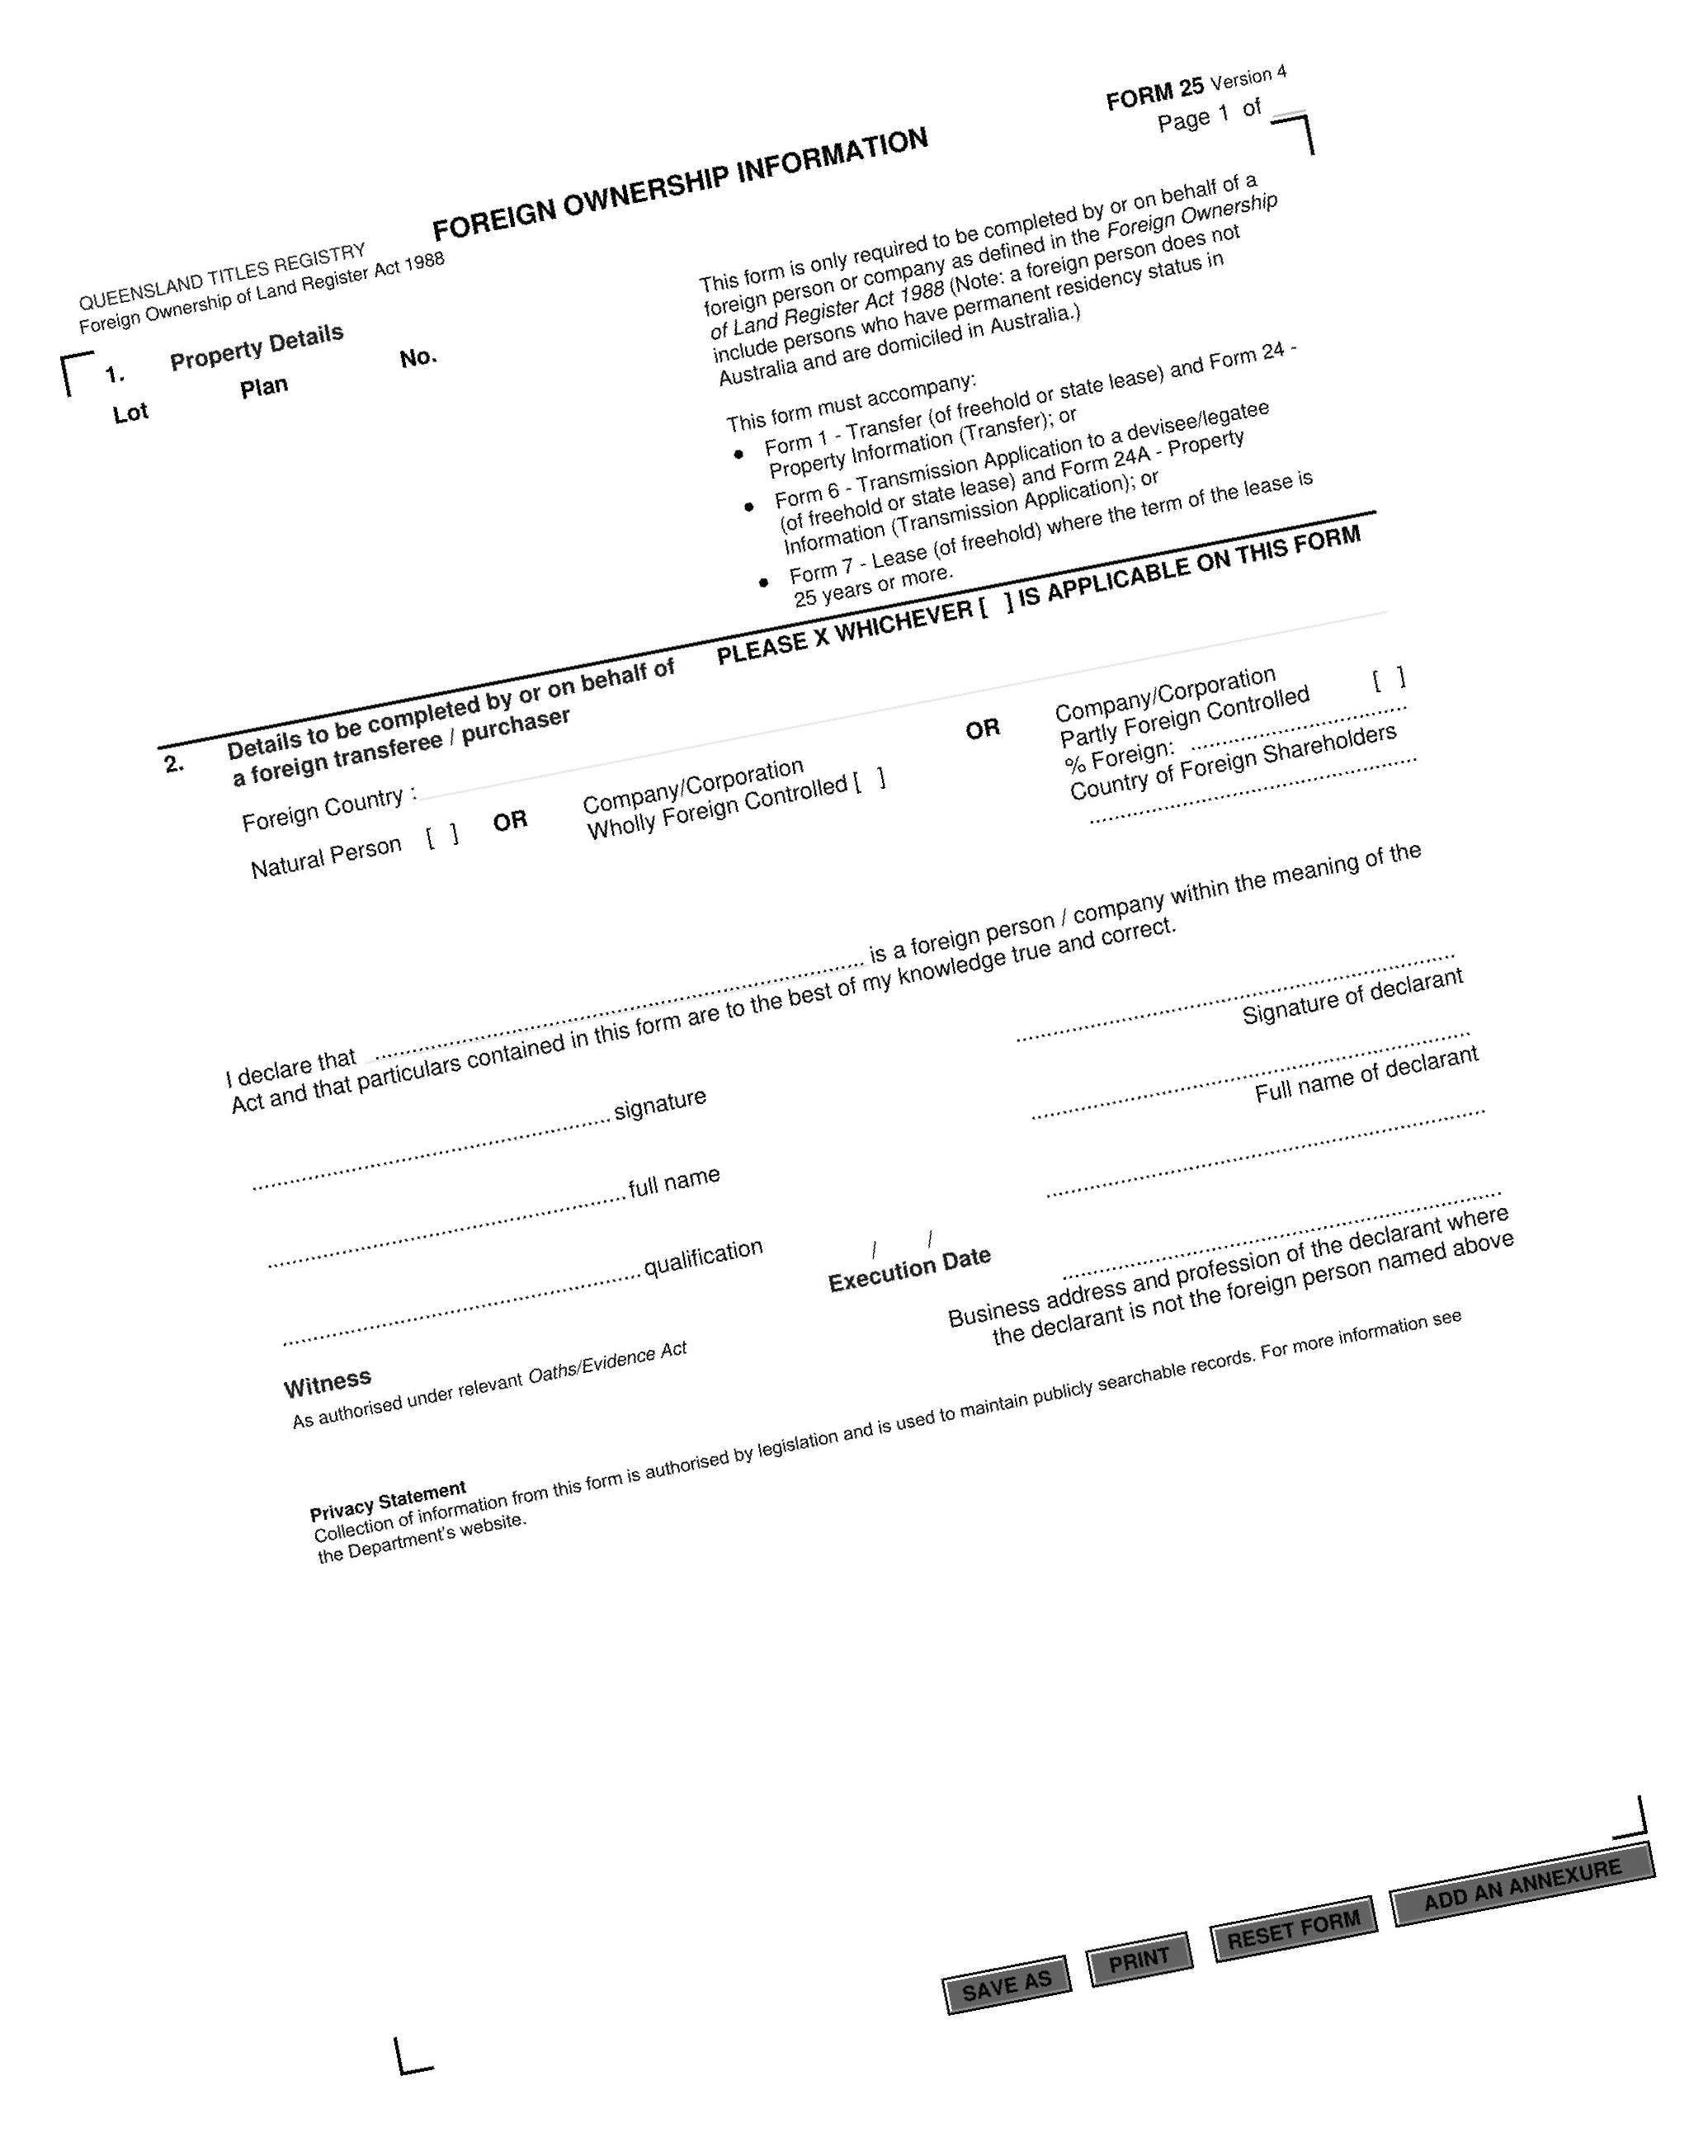 FORM 25 Version 4
Page 1 of
FOREIGN OWNERSHIP INFORMATION
QUEENSLAND TITLES REGISTRY
Foreign Ownership of Land Register Act 1988
1. Property Details
Lot Plan No.
This form is only required to be completed by or on behalf of a
foreign person or company as defined in the Foreign Ownership
of Land Register Act 1988 (Note: a foreign person does not
include persons who have permanent residency status in
Australia and are domiciled in Australia.)
This form must accompany:
• Form 1 - Transfer (of freehold or state lease) and Form 24 -
Property Information (Transfer); or
• Form 6 - Transmission Application to a devisee/legatee
(of freehold or state lease) and Form 24A - Property
Information (Transmission Application); or
• Form 7 - Lease (of freehold) where the term of the lease is
25 years or more.
PLEASE X WHICHEVER [ ] IS APPLICABLE ON THIS FORM
2. Details to be completed by or on behalf of
a foreign transferee / purchaser
Foreign Country :
Natural Person [ ] OR
Company/Corporation
Wholly Foreign Controlled [ ]
OR
Company/Corporation
Partly Foreign Controlled [ ]
% Foreign: ........................................
Country of Foreign Shareholders
............................................................
I declare that .................................................................................... is a foreign person / company within the meaning of the
Act and that particulars contained in this form are to the best of my knowledge true and correct.
................................................................signature
................................................................full name
................................................................qualification
Witness
As authorised under relevant Oaths/Evidence Act
/ /
Execution Date
................................................................................
Signature of declarant
................................................................................
Full name of declarant
................................................................................
................................................................................
Business address and profession of the declarant where
the declarant is not the foreign person named above
Privacy Statement
Collection of information from this form is authorised by legislation and is used to maintain publicly searchable records. For more information see
the Department's website.
SAVE AS PRINT RESET FORM ADD AN ANNEXURE